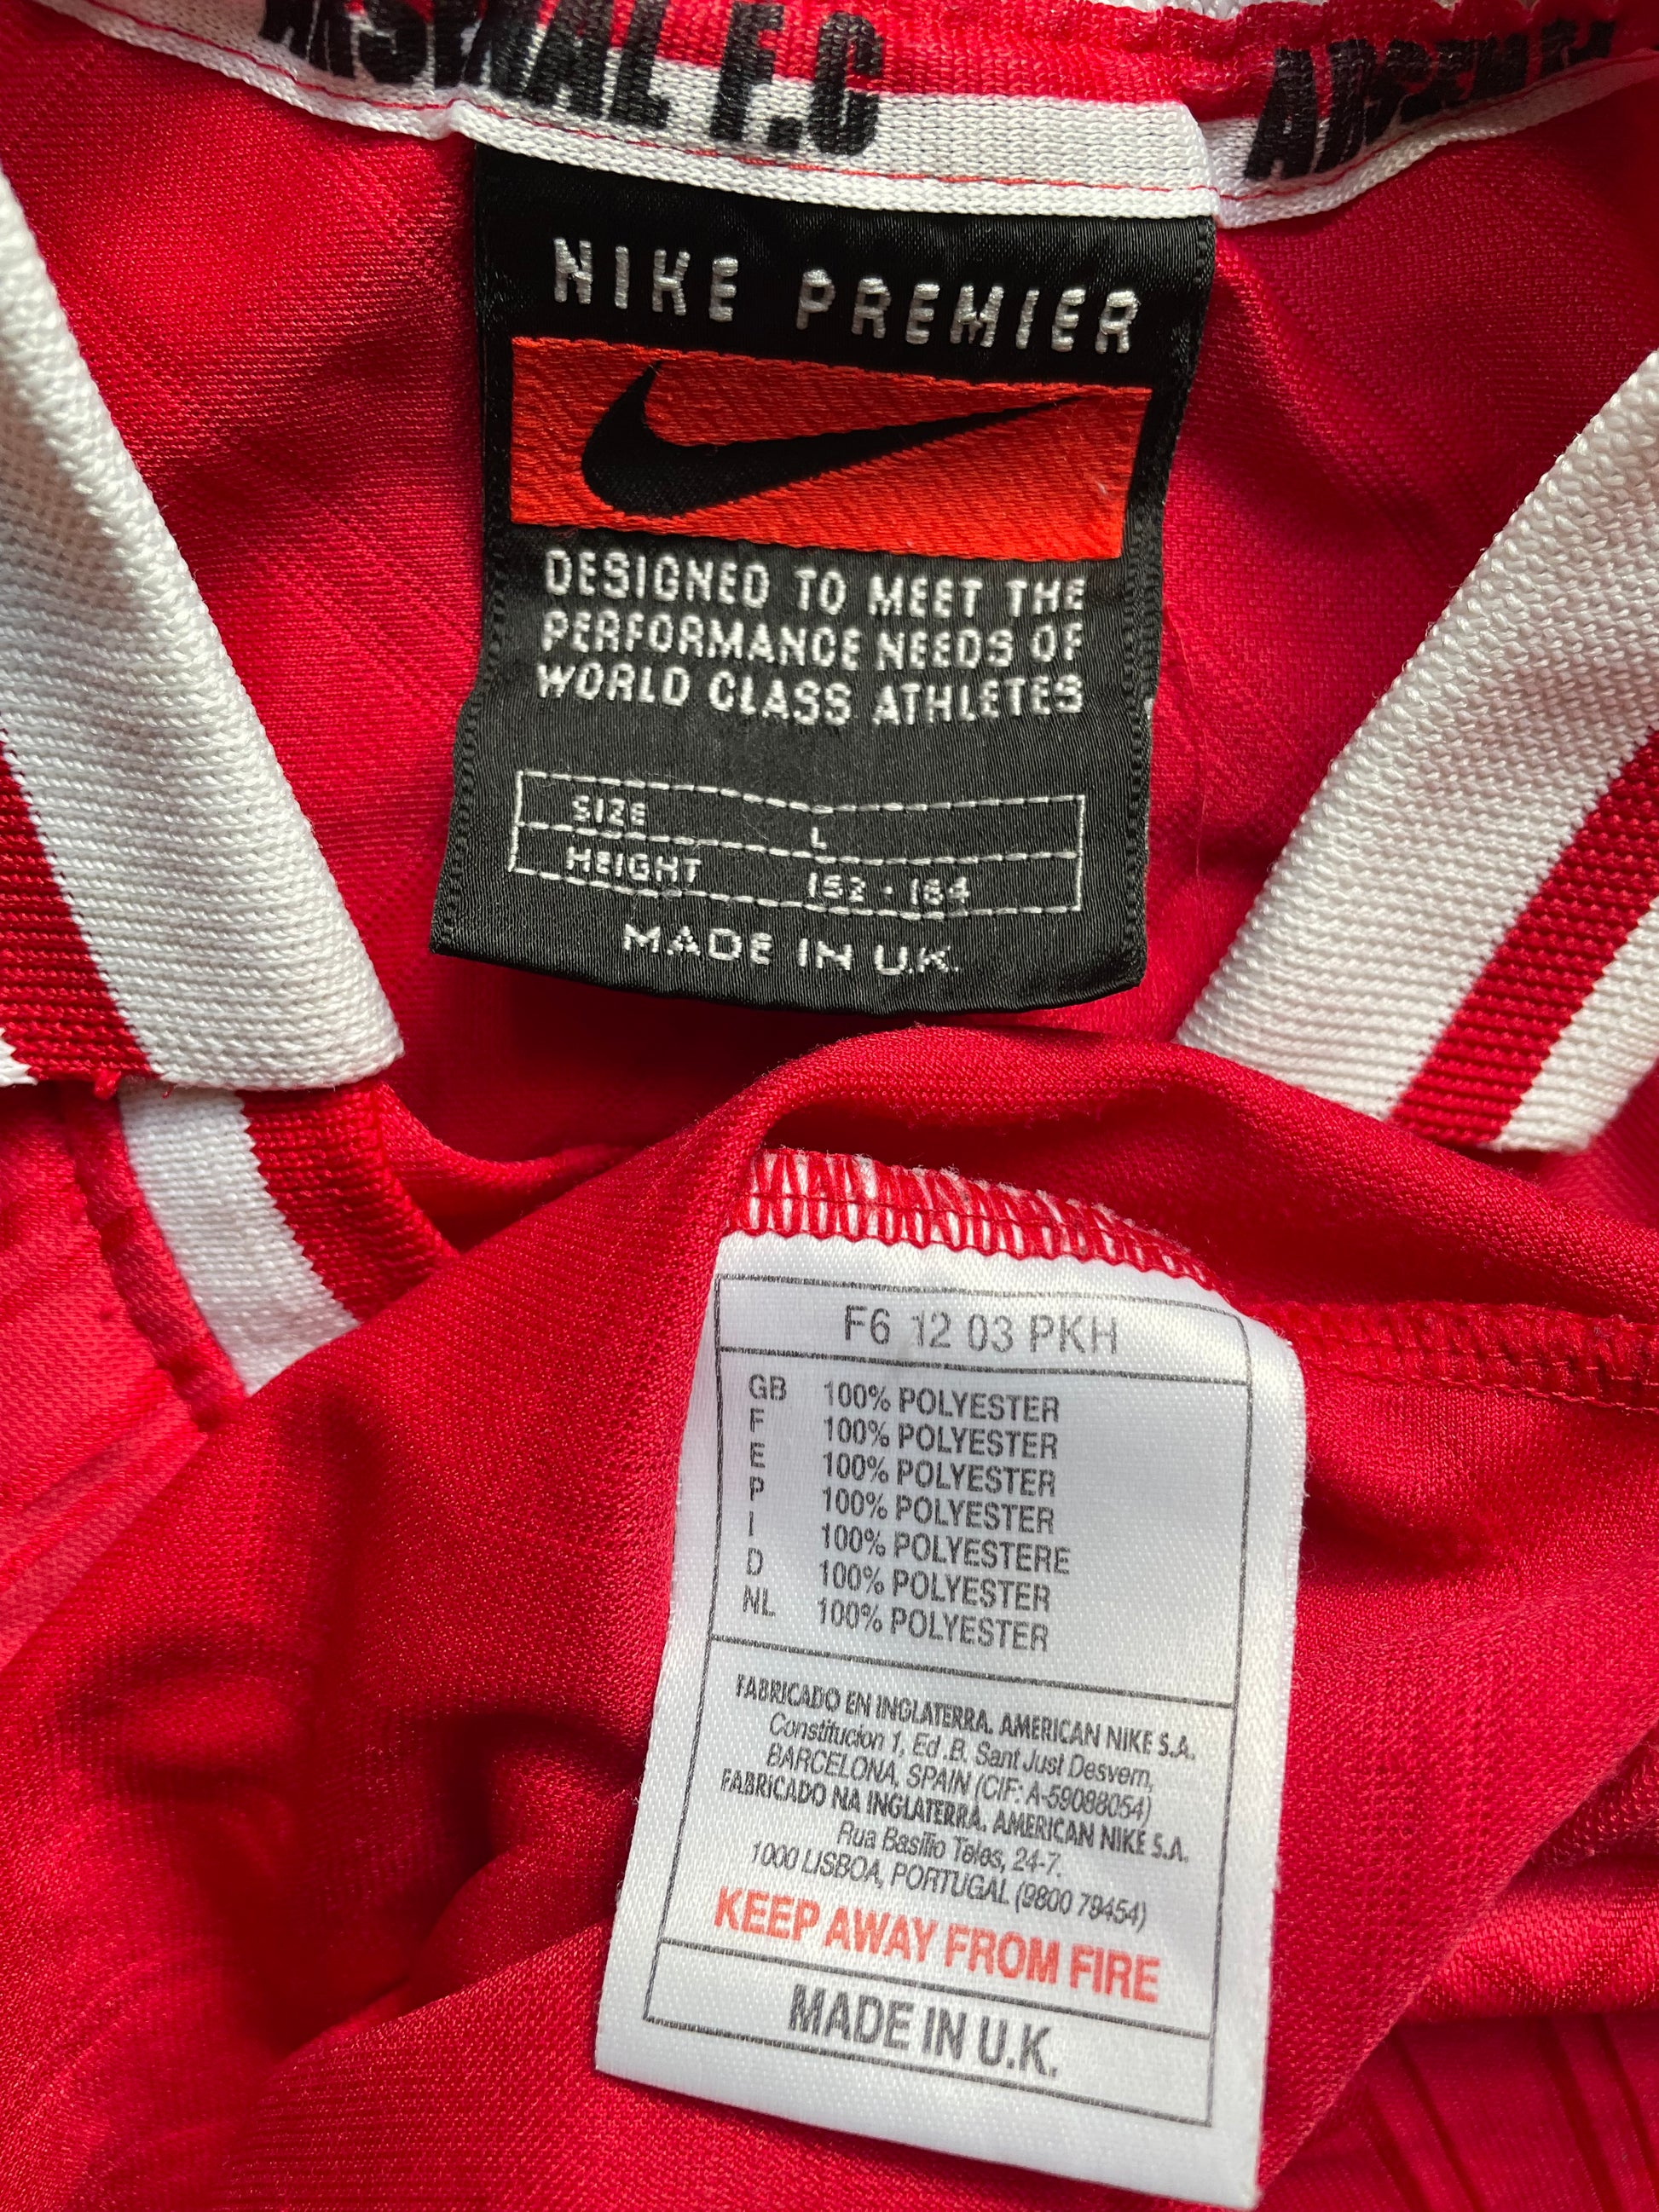 ARSENAL F.C
ARSENAL
NIKE PREMIER
DESIGNED TO MEET THE
PERFORMANCE NEEDS OF
WORLD CLASS ATHLETES
SIZE L
HEIGHT 152 - 164
MADE IN U.K.
F6 12 03 PKH
GB 100% POLYESTER
F 100% POLYESTER
E 100% POLYESTER
P 100% POLYESTER
I 100% POLYESTERE
D 100% POLYESTER
NL 100% POLYESTER
FABRICADO EN INGLATERRA. AMERICAN NIKE S.A.
Constitucion 1, Ed .B. Sant Just Desvern,
BARCELONA, SPAIN (CIF: A-59088054)
FABRICADO NA INGLATERRA. AMERICAN NIKE S.A.
Rua Basílio Teles, 24-7.
1000 LISBOA, PORTUGAL (9800 79454)
KEEP AWAY FROM FIRE
MADE IN U.K.